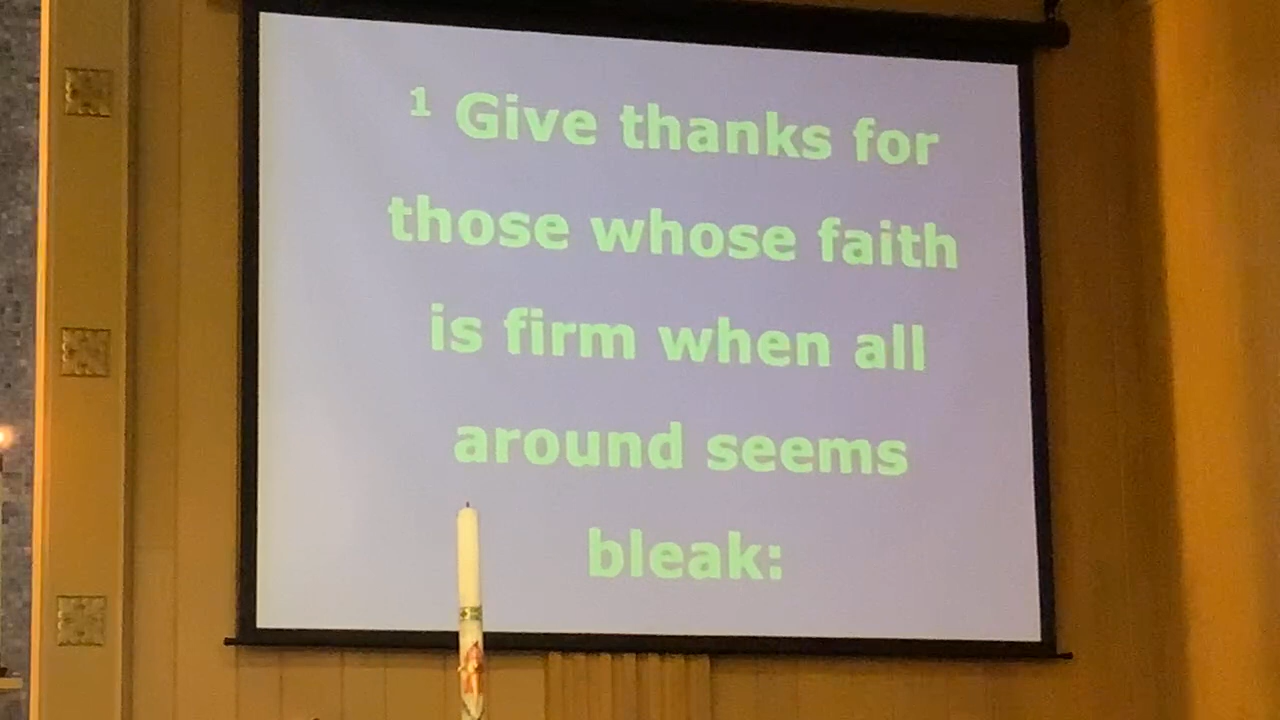 1 Give thanks for
those whose faith
is firm when all
around seems
bleak: